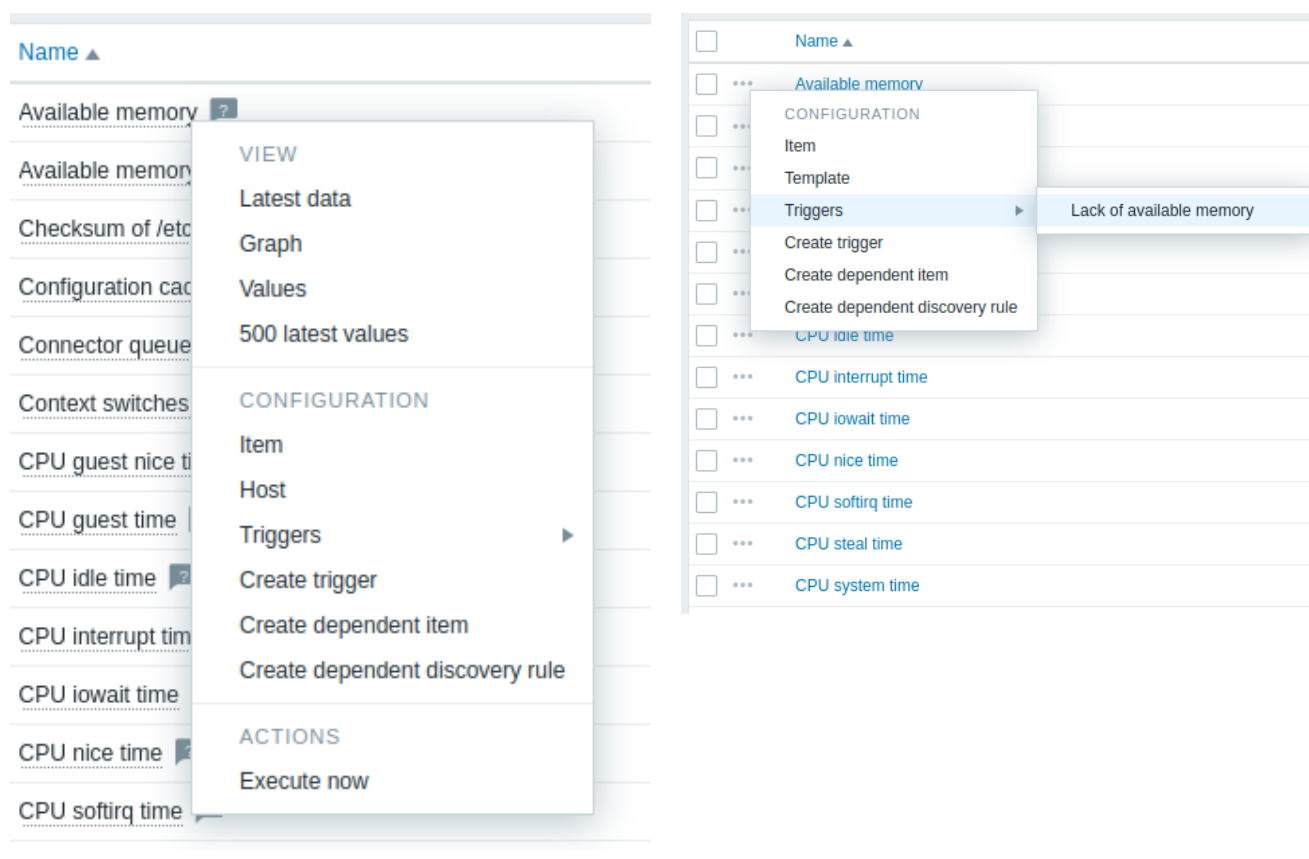 Name
Available memory
Available memory
Checksum of /etc
Configuration cac
Connector queue
Context switches
CPU guest nice ti
CPU guest time
CPU idle time
CPU interrupt tim
CPU iowait time
CPU nice time
CPU softirq time
VIEW
Latest data
Graph
Values
500 latest values
CONFIGURATION
Item
Host
Triggers
Create trigger
Create dependent item
Create dependent discovery rule
ACTIONS
Execute now
Name
Available memory
CONFIGURATION
Item
Template
Triggers
Lack of available memory
Create trigger
Create dependent item
Create dependent discovery rule
CPU idle time
CPU interrupt time
CPU iowait time
CPU nice time
CPU softirq time
CPU steal time
CPU system time